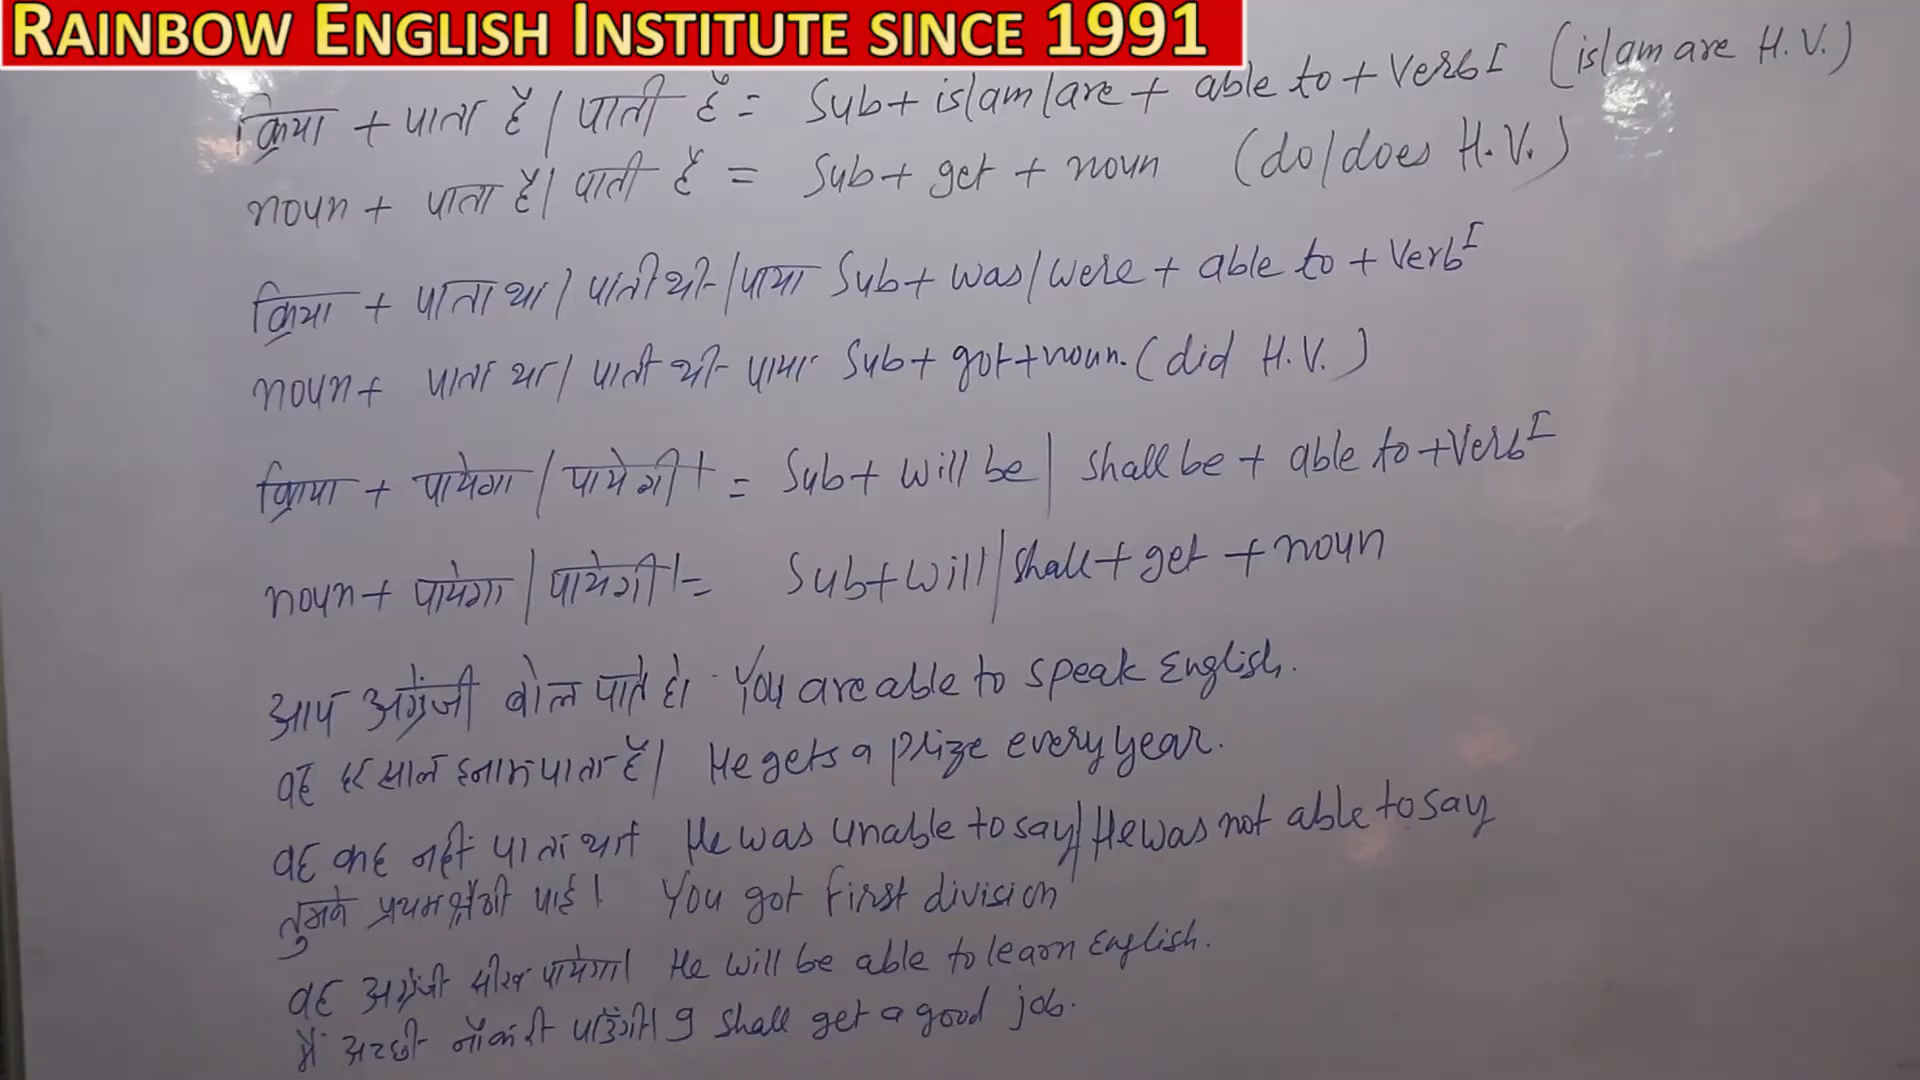 RAINBOW ENGLISH INSTITUTE SINCE 1991
क्रिया + पाता है / पाती है = Sub + is/am/are + able to + Verb I (is/am are H.V.)
noun + पाता है / पाती है = Sub + get + noun (do/does H.V.)
क्रिया + पाता था / पाती थी / पाया Sub + was/were + able to + Verb I
noun + पाता था / पाती थी पाया Sub + got + noun. (did H.V.)
क्रिया + पायेगा / पायेगी = Sub + will be / shall be + able to + Verb I
noun + पायेगा / पायेगी = Sub + will / shall + get + noun
आप अंग्रेजी बोल पाते हो You are able to speak English.
वह हर साल इनाम पाता है। He gets a prize every year.
वह कह नहीं पाता था He was unable to say / He was not able to say
तुमने प्रथम श्रेणी पाई। You got first division
वह अंग्रेजी सीख पायेगा। He will be able to learn English.
मैं अच्छी नौकरी पाऊँगी। I shall get a good job.